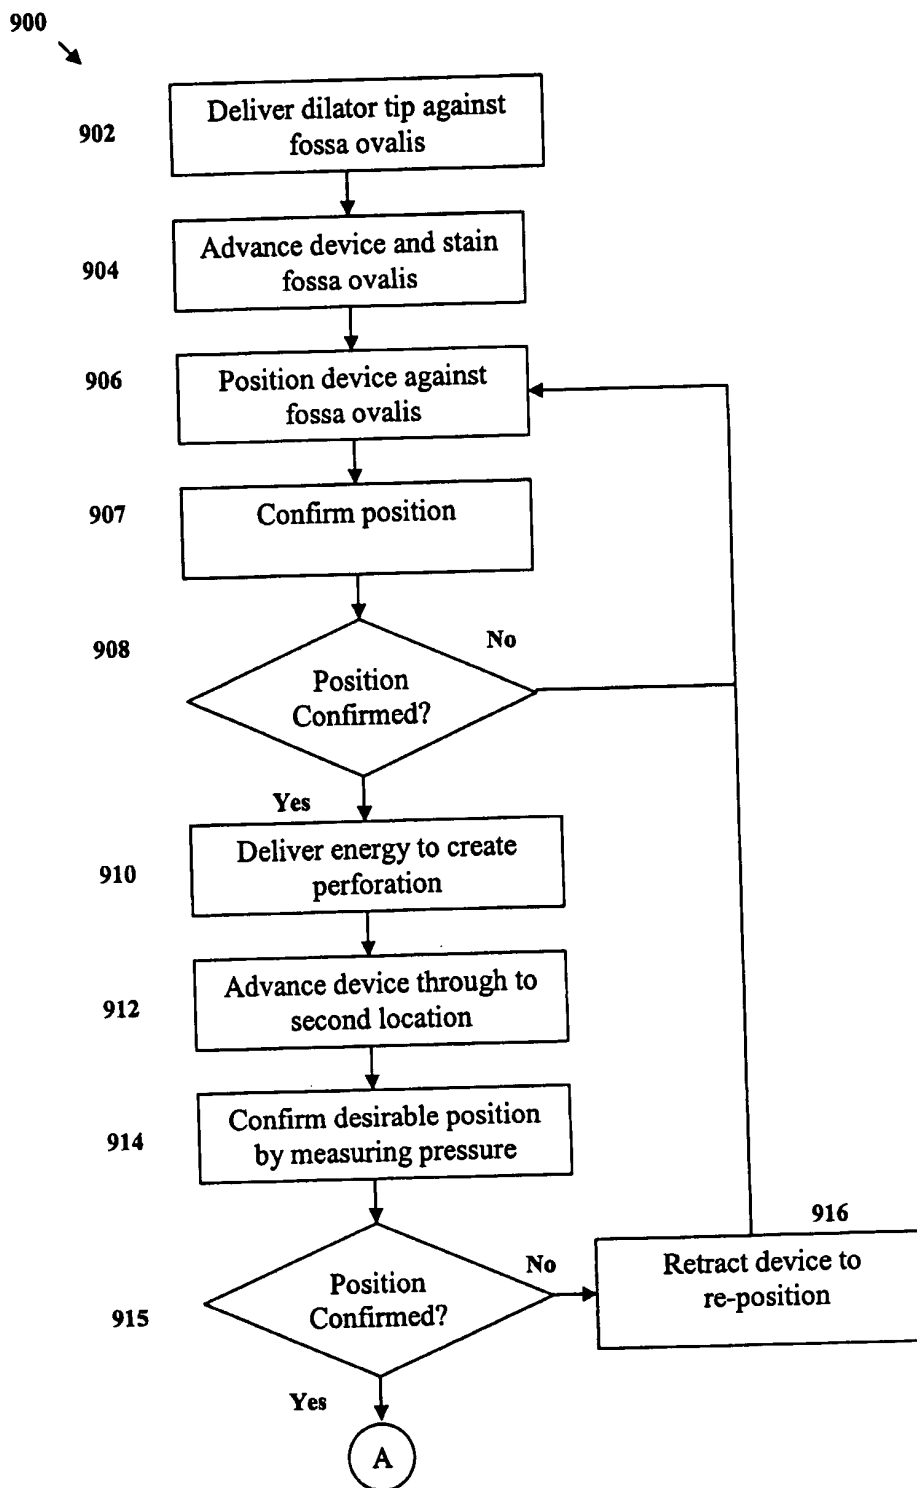 900
902
Deliver dilator tip against
fossa ovalis
904
Advance device and stain
fossa ovalis
906
Position device against
fossa ovalis
907
Confirm position
908
No
Position
Confirmed?
Yes
910
Deliver energy to create
perforation
912
Advance device through to
second location
914
Confirm desirable position
by measuring pressure
916
915
Position
Confirmed?
No
Retract device to
re-position
Yes
A